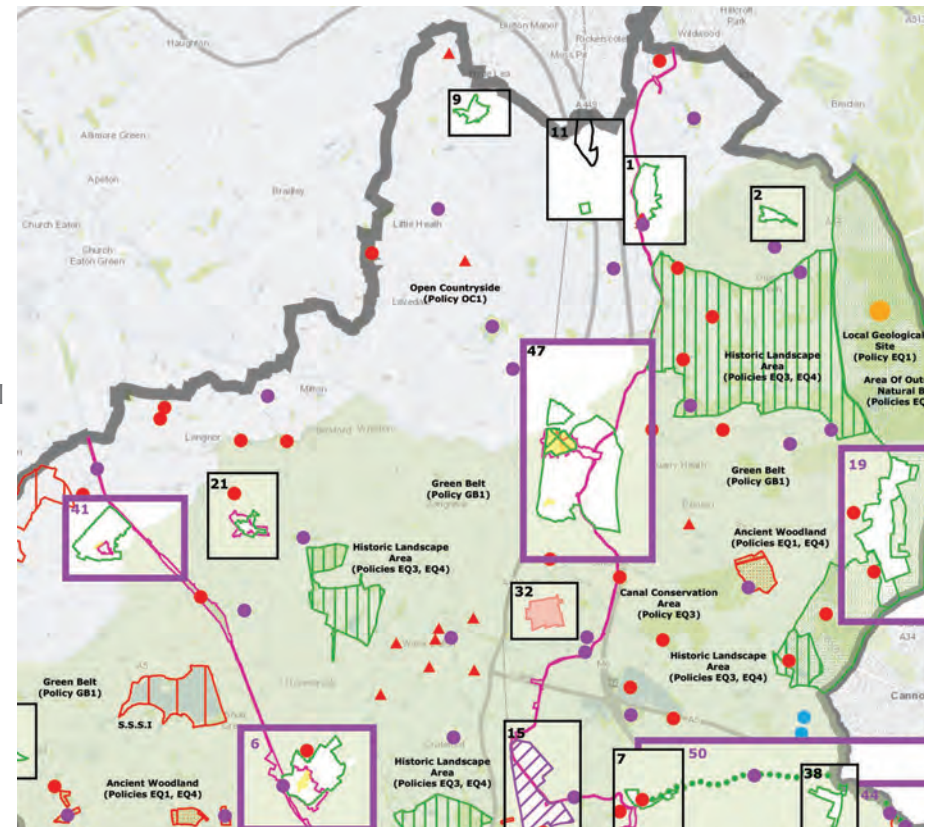 Hillcroft
Park
Wildwood
Rickerscote
Haughton
A449
9
11
Brocton
Allimore Green
1
2
Apeton
Bradley
Church Eaton
Little Heath
Church
Eaton Green
Open Countryside
(Policy OC1)
Local Geological
Site
(Policy EQ1)
47
Historic Landscape
Area
(Policies EQ3, EQ4)
Area Of Out
Natural B
(Policies EQ
Mitton
Longnor
19
21
Green Belt
(Policy GB1)
Green Belt
(Policy GB1)
41
Ancient Woodland
(Policies EQ1, EQ4)
Historic Landscape
Area
(Policies EQ3, EQ4)
32
Canal Conservation
Area
(Policy EQ3)
A34
Historic Landscape
Area
(Policies EQ3, EQ4)
A5
Green Belt
(Policy GB1)
Canno
S.S.S.I
A5
6
15
7
50
Historic Landscape
Area
(Policies EQ3, EQ4)
38
Ancient Woodland
(Policies EQ1, EQ4)
44